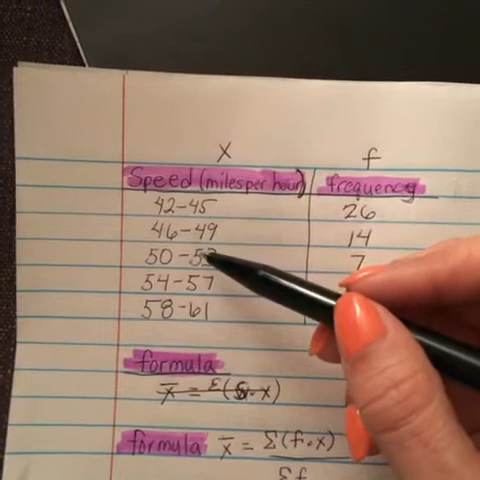 X f
Speed (miles per hour) frequency
42-45 26
46-49 14
50-53 7
54-57
58-61
formula
x̄ = Σ(f·x)
formula x̄ = Σ(f·x)
Σf